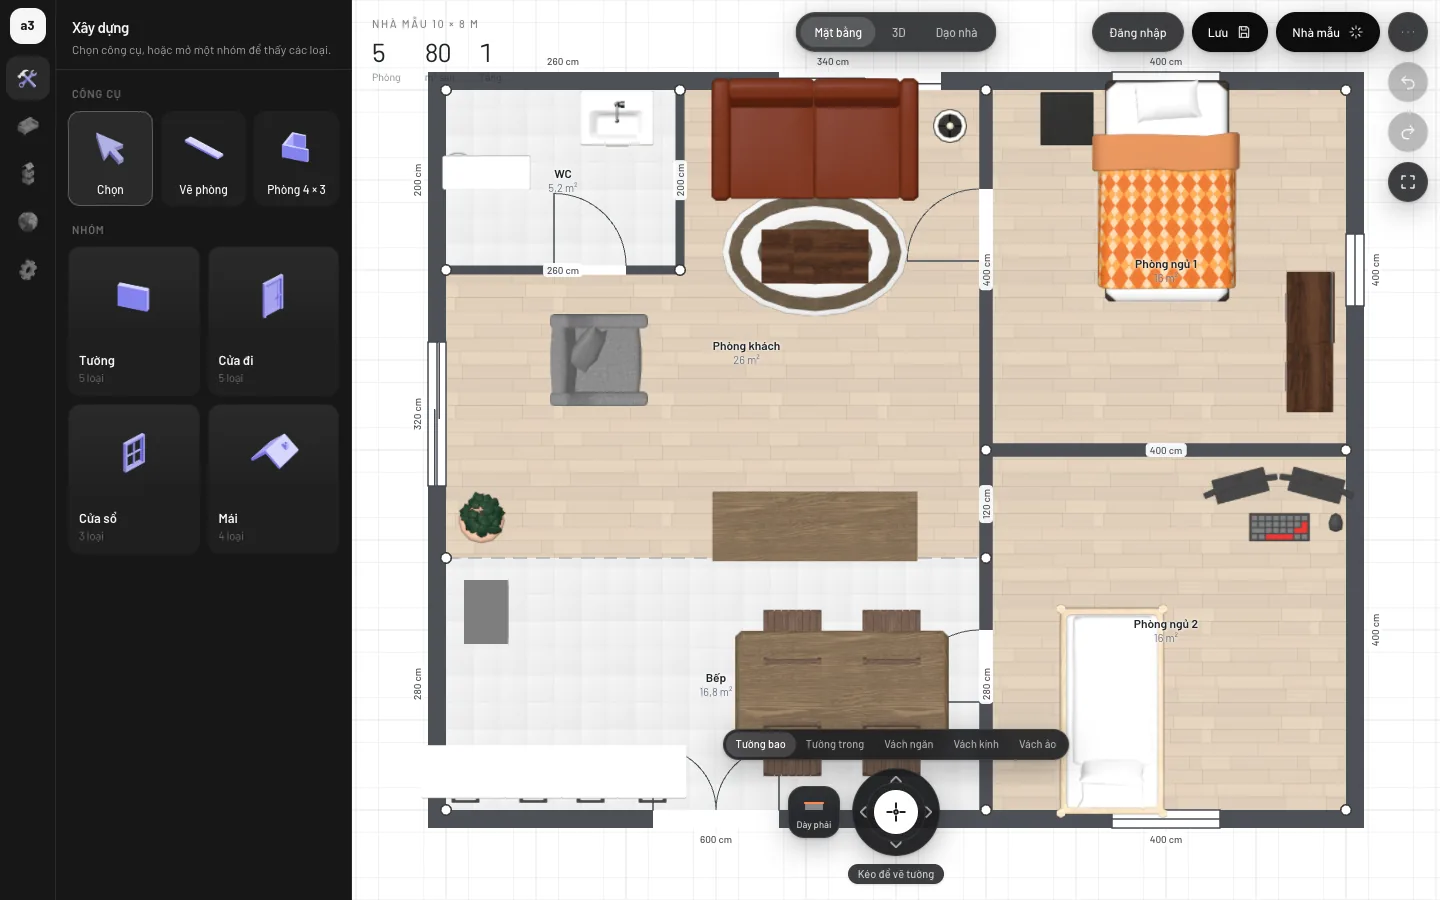 a3
Xây dựng
Chọn công cụ, hoặc mở một nhóm để thấy các loại.
CÔNG CỤ
Chọn
Vẽ phòng
Phòng 4 × 3
NHÓM
Tường
5 loại
Cửa đi
5 loại
Cửa sổ
3 loại
Mái
4 loại
NHÀ MẪU 10 × 8 M
5
80
1
Phòng
Mặt bằng
3D
Dạo nhà
Đăng nhập
Lưu
Nhà mẫu
260 cm
340 cm
400 cm
200 cm
WC
5,2 m²
200 cm
260 cm
400 cm
Phòng ngủ 1
16 m²
400 cm
Phòng khách
26 m²
320 cm
400 cm
120 cm
Phòng ngủ 2
16 m²
400 cm
280 cm
Bếp
16,8 m²
280 cm
Tường bao
Tường trong
Vách ngăn
Vách kính
Vách ảo
Dày phải
600 cm
400 cm
Kéo để vẽ tường